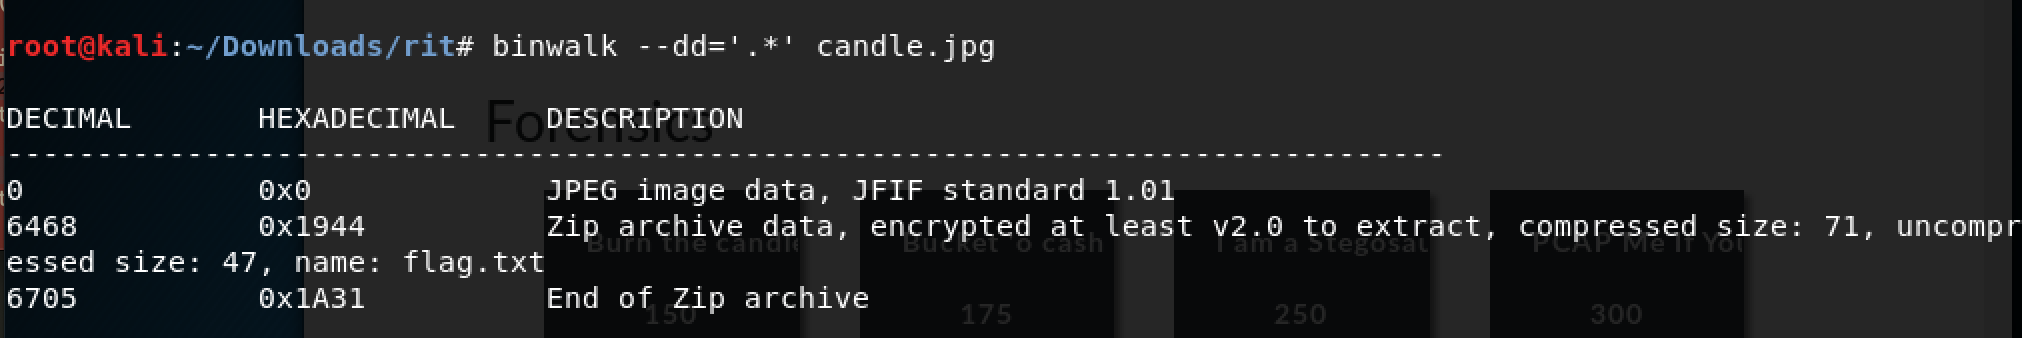 root@kali:~/Downloads/rit# binwalk --dd='.*' candle.jpg
Forensics
DECIMAL HEXADECIMAL DESCRIPTION
--------------------------------------------------------------------------------
0 0x0 JPEG image data, JFIF standard 1.01
6468 0x1944 Zip archive data, encrypted at least v2.0 to extract, compressed size: 71, uncompr
Burn the candle Bucket 'o cash I am a Stegosau PCAP Me If You
essed size: 47, name: flag.txt
6705 0x1A31 End of Zip archive
150 175 250 300